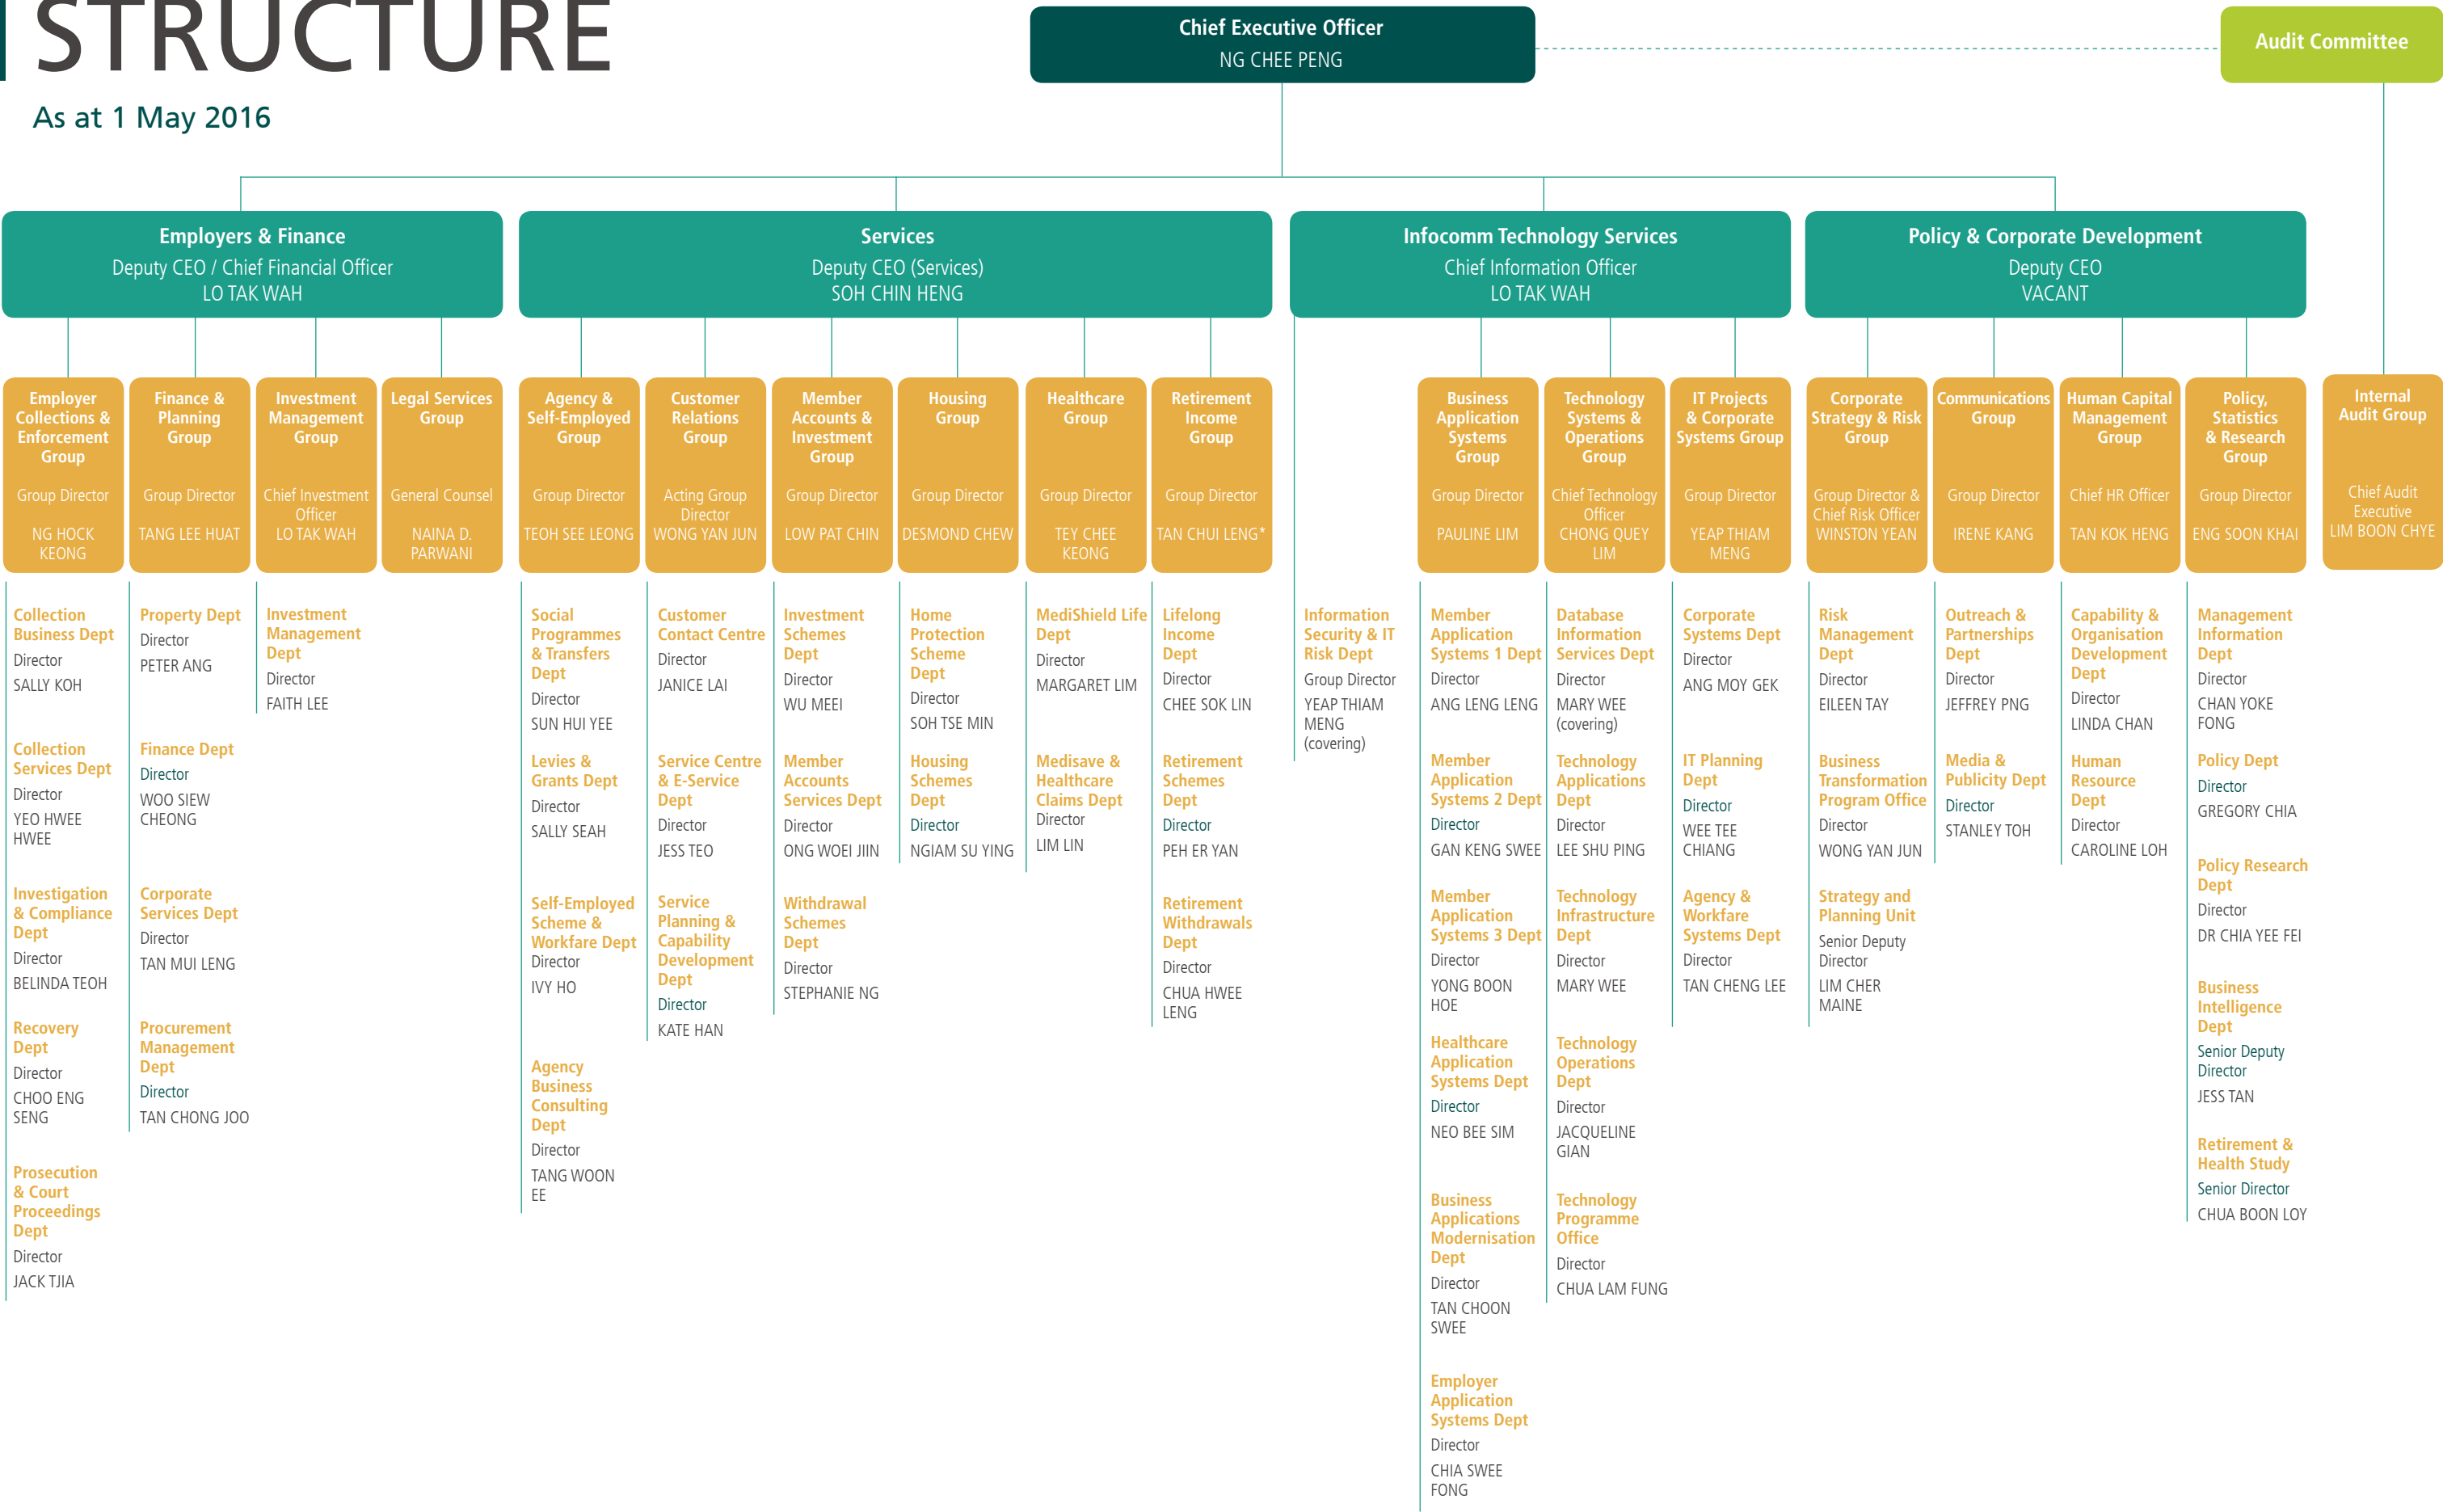 STRUCTURE
As at 1 May 2016
Chief Executive Officer
NG CHEE PENG
Audit Committee
Employers & Finance
Deputy CEO / Chief Financial Officer
LO TAK WAH
Services
Deputy CEO (Services)
SOH CHIN HENG
Infocomm Technology Services
Chief Information Officer
LO TAK WAH
Policy & Corporate Development
Deputy CEO
VACANT
Employer
Collections &
Enforcement
Group
Group Director
NG HOCK
KEONG
Finance &
Planning
Group
Group Director
TANG LEE HUAT
Investment
Management
Group
Chief Investment
Officer
LO TAK WAH
Legal Services
Group
General Counsel
NAINA D.
PARWANI
Agency &
Self-Employed
Group
Group Director
TEOH SEE LEONG
Customer
Relations
Group
Acting Group
Director
WONG YAN JUN
Member
Accounts &
Investment
Group
Group Director
LOW PAT CHIN
Housing
Group
Group Director
DESMOND CHEW
Healthcare
Group
Group Director
TEY CHEE
KEONG
Retirement
Income
Group
Group Director
TAN CHUI LENG*
Business
Application
Systems
Group
Group Director
PAULINE LIM
Technology
Systems &
Operations
Group
Chief Technology
Officer
CHONG QUEY
LIM
IT Projects
& Corporate
Systems Group
Group Director
YEAP THIAM
MENG
Corporate
Strategy & Risk
Group
Group Director &
Chief Risk Officer
WINSTON YEAN
Communications
Group
Group Director
IRENE KANG
Human Capital
Management
Group
Chief HR Officer
TAN KOK HENG
Policy,
Statistics
& Research
Group
Group Director
ENG SOON KHAI
Internal
Audit Group
Chief Audit
Executive
LIM BOON CHYE
Collection
Business Dept
Director
SALLY KOH
Collection
Services Dept
Director
YEO HWEE
HWEE
Investigation
& Compliance
Dept
Director
BELINDA TEOH
Recovery
Dept
Director
CHOO ENG
SENG
Prosecution
& Court
Proceedings
Dept
Director
JACK TJIA
Property Dept
Director
PETER ANG
Finance Dept
Director
WOO SIEW
CHEONG
Corporate
Services Dept
Director
TAN MUI LENG
Procurement
Management
Dept
Director
TAN CHONG JOO
Investment
Management
Dept
Director
FAITH LEE
Social
Programmes
& Transfers
Dept
Director
SUN HUI YEE
Levies &
Grants Dept
Director
SALLY SEAH
Self-Employed
Scheme &
Workfare Dept
Director
IVY HO
Agency
Business
Consulting
Dept
Director
TANG WOON
EE
Customer
Contact Centre
Director
JANICE LAI
Service Centre
& E-Service
Dept
Director
JESS TEO
Service
Planning &
Capability
Development
Dept
Director
KATE HAN
Investment
Schemes
Dept
Director
WU MEEI
Member
Accounts
Services Dept
Director
ONG WOEI JIIN
Withdrawal
Schemes
Dept
Director
STEPHANIE NG
Home
Protection
Scheme
Dept
Director
SOH TSE MIN
Housing
Schemes
Dept
Director
NGIAM SU YING
MediShield Life
Dept
Director
MARGARET LIM
Medisave &
Healthcare
Claims Dept
Director
LIM LIN
Lifelong
Income
Dept
Director
CHEE SOK LIN
Retirement
Schemes
Dept
Director
PEH ER YAN
Retirement
Withdrawals
Dept
Director
CHUA HWEE
LENG
Information
Security & IT
Risk Dept
Group Director
YEAP THIAM
MENG
(covering)
Member
Application
Systems 1 Dept
Director
ANG LENG LENG
Member
Application
Systems 2 Dept
Director
GAN KENG SWEE
Member
Application
Systems 3 Dept
Director
YONG BOON
HOE
Healthcare
Application
Systems Dept
Director
NEO BEE SIM
Business
Applications
Modernisation
Dept
Director
TAN CHOON
SWEE
Employer
Application
Systems Dept
Director
CHIA SWEE
FONG
Database
Information
Services Dept
Director
MARY WEE
(covering)
Technology
Applications
Dept
Director
LEE SHU PING
Technology
Infrastructure
Dept
Director
MARY WEE
Technology
Operations
Dept
Director
JACQUELINE
GIAN
Technology
Programme
Office
Director
CHUA LAM FUNG
Corporate
Systems Dept
Director
ANG MOY GEK
IT Planning
Dept
Director
WEE TEE
CHIANG
Agency &
Workfare
Systems Dept
Director
TAN CHENG LEE
Risk
Management
Dept
Director
EILEEN TAY
Business
Transformation
Program Office
Director
WONG YAN JUN
Strategy and
Planning Unit
Senior Deputy
Director
LIM CHER
MAINE
Outreach &
Partnerships
Dept
Director
JEFFREY PNG
Media &
Publicity Dept
Director
STANLEY TOH
Capability &
Organisation
Development
Dept
Director
LINDA CHAN
Human
Resource
Dept
Director
CAROLINE LOH
Management
Information
Dept
Director
CHAN YOKE
FONG
Policy Dept
Director
GREGORY CHIA
Policy Research
Dept
Director
DR CHIA YEE FEI
Business
Intelligence
Dept
Senior Deputy
Director
JESS TAN
Retirement &
Health Study
Senior Director
CHUA BOON LOY